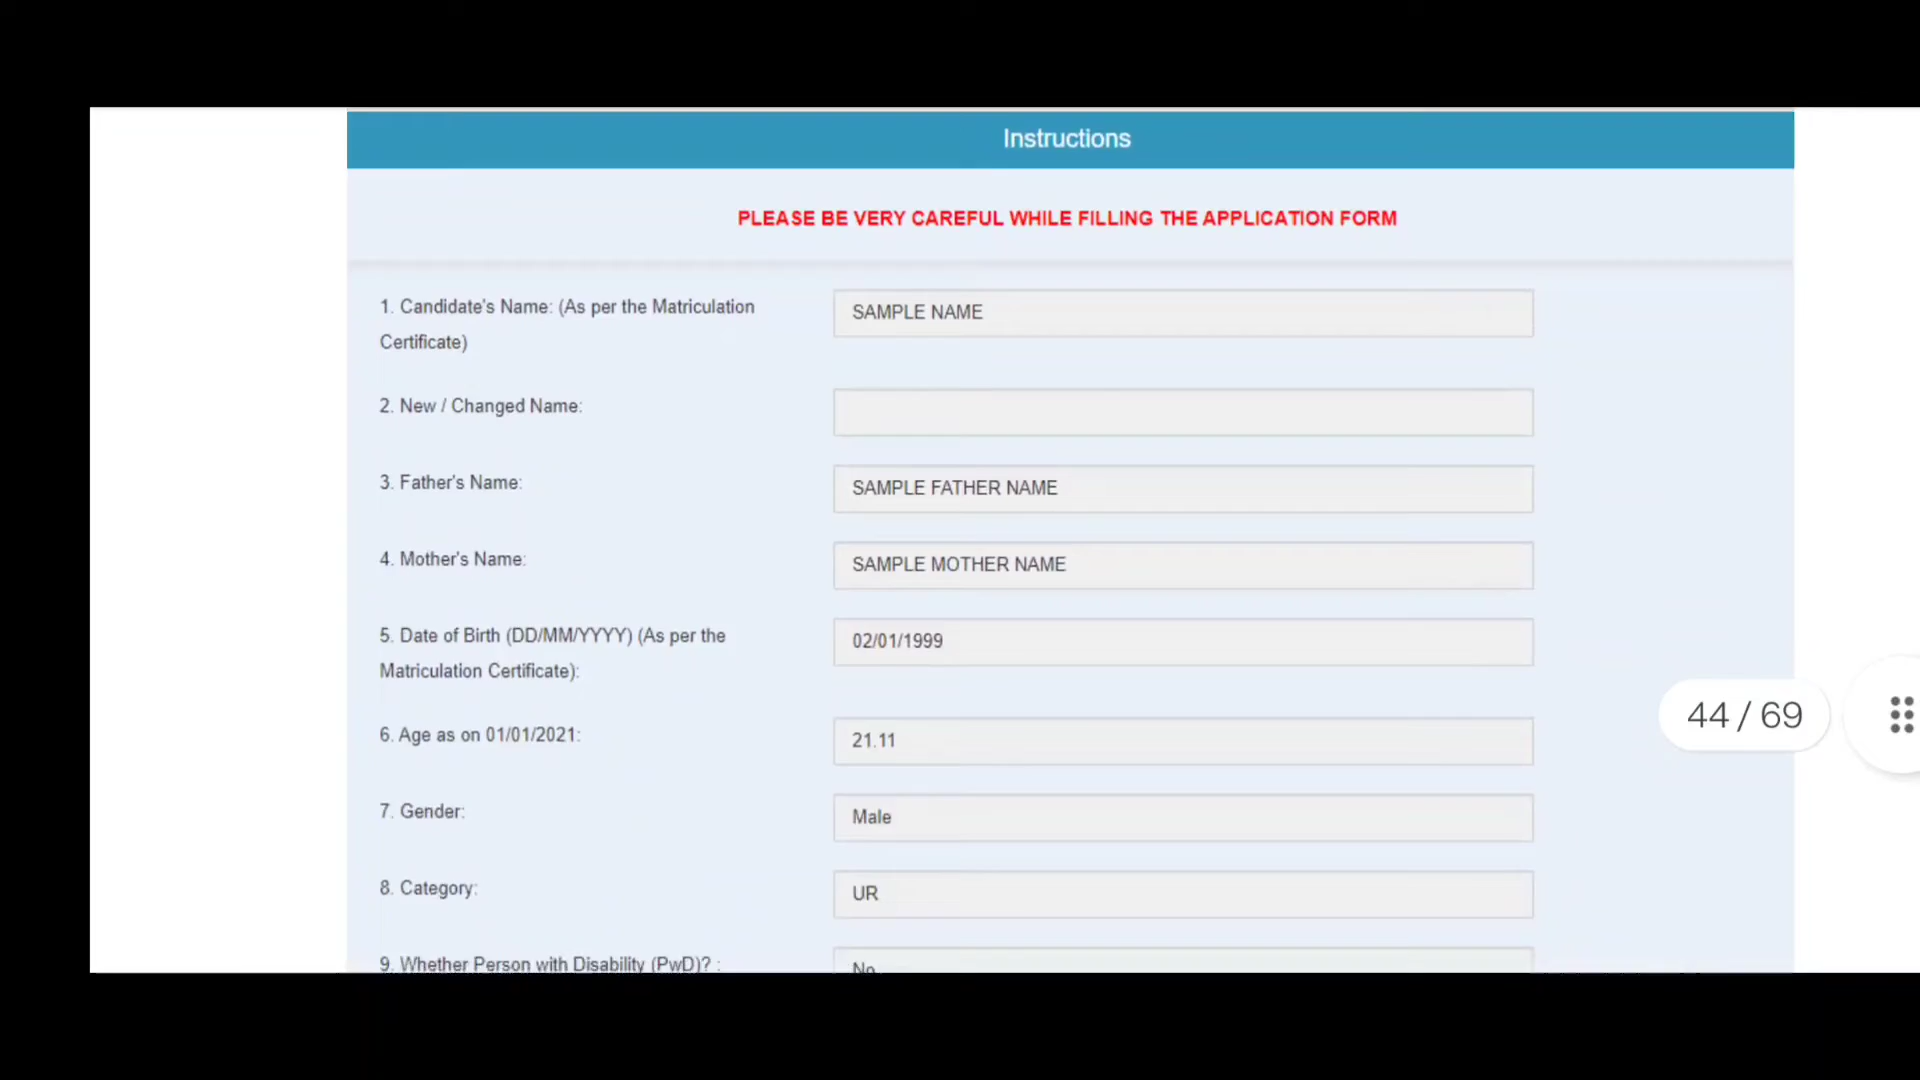 Instructions
PLEASE BE VERY CAREFUL WHILE FILLING THE APPLICATION FORM
1. Candidate's Name: (As per the Matriculation
Certificate)
SAMPLE NAME
2. New / Changed Name:
3. Father's Name:
SAMPLE FATHER NAME
4. Mother's Name:
SAMPLE MOTHER NAME
5. Date of Birth (DD/MM/YYYY) (As per the
Matriculation Certificate):
02/01/1999
6. Age as on 01/01/2021:
21.11
44 / 69
7. Gender:
Male
8. Category:
UR
9. Whether Person with Disability (PwD)? :
No